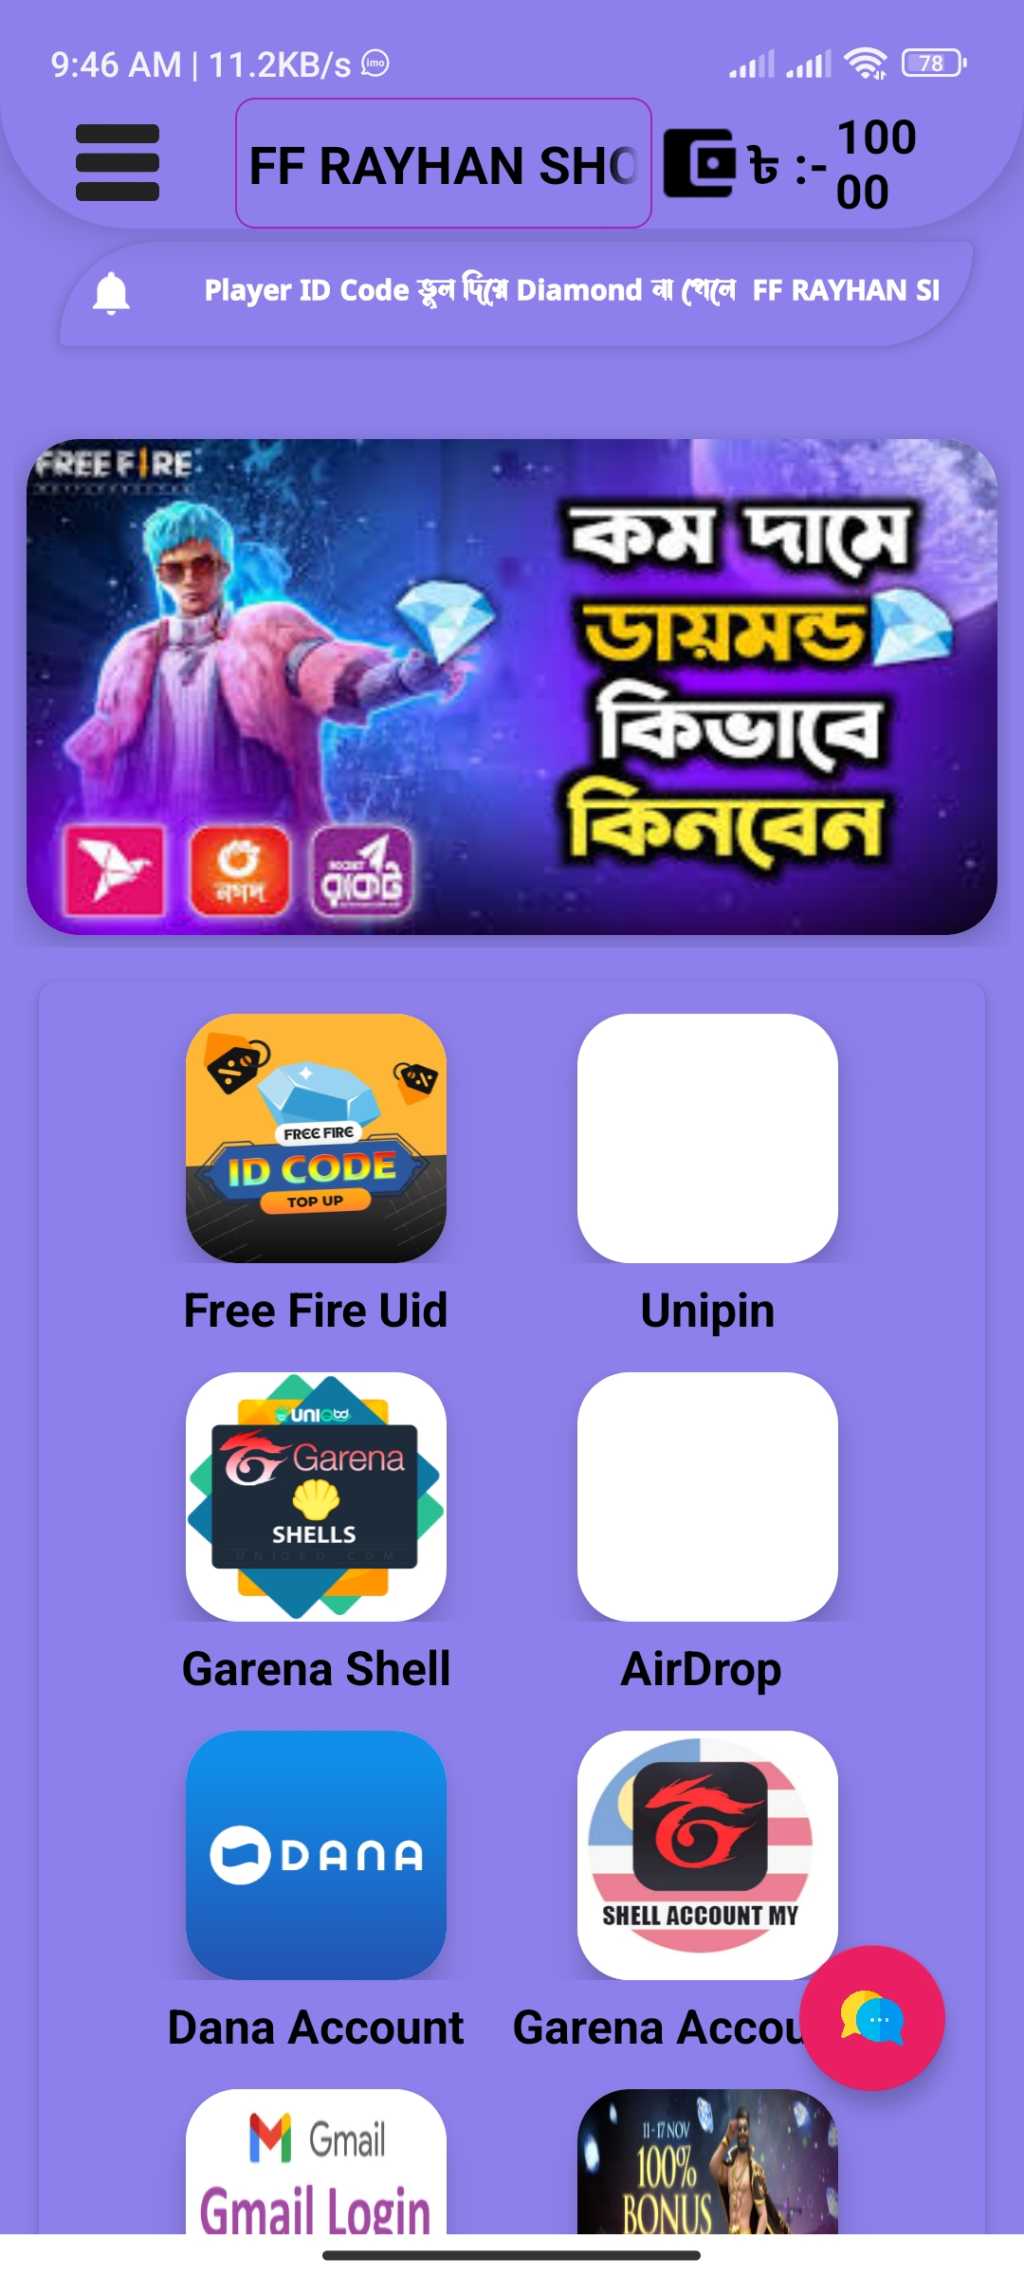 9:46 AM | 11.2KB/s imo
78
FF RAYHAN SHO
৳ :- 100
00
Player ID Code ভুল দিয়ে Diamond না পেলে FF RAYHAN SI
FREE FIRE
কম দামে
ডায়মন্ড
কিভাবে
কিনবেন
নগদ
ROCKET
রকেট
FREE FIRE
ID CODE
TOP UP
Free Fire Uid
Unipin
UNIQBD
Garena
SHELLS
Garena Shell
AirDrop
DANA
SHELL ACCOUNT MY
Dana Account
Garena Accou
Gmail
Gmail Login
11-17 NOV
100%
BONUS